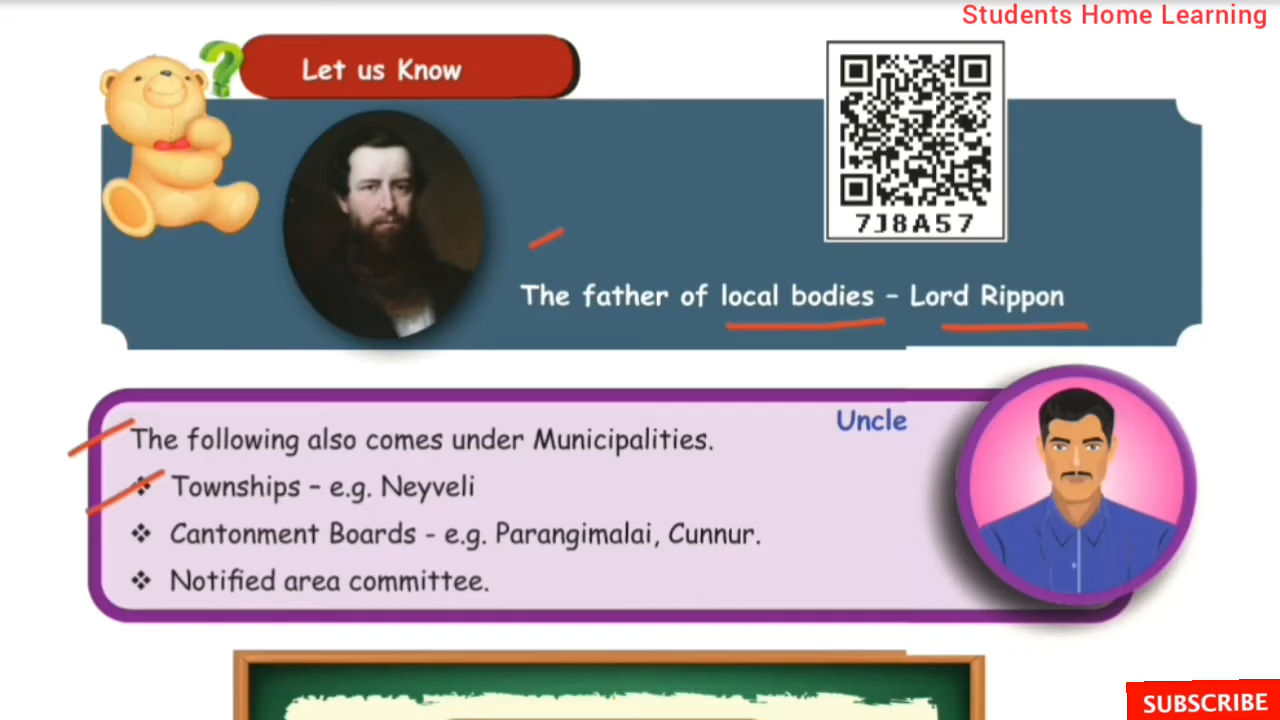 Students Home Learning
Let us Know
7J8A57
The father of local bodies - Lord Rippon
Uncle
The following also comes under Municipalities.
❖ Townships - e.g. Neyveli
❖ Cantonment Boards - e.g. Parangimalai, Cunnur.
❖ Notified area committee.
SUBSCRIBE